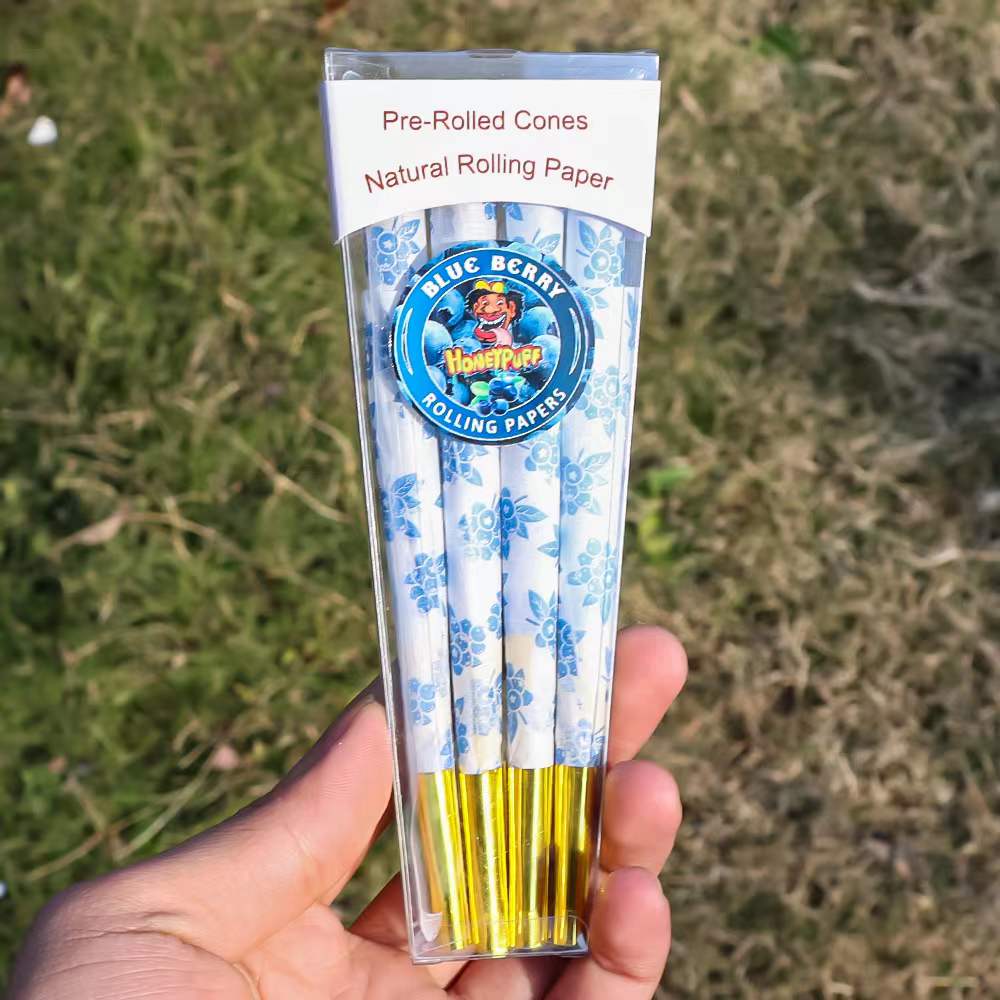 Pre-Rolled Cones
Natural Rolling Paper
BLUE BERRY
HONEYPUFF
ROLLING PAPERS